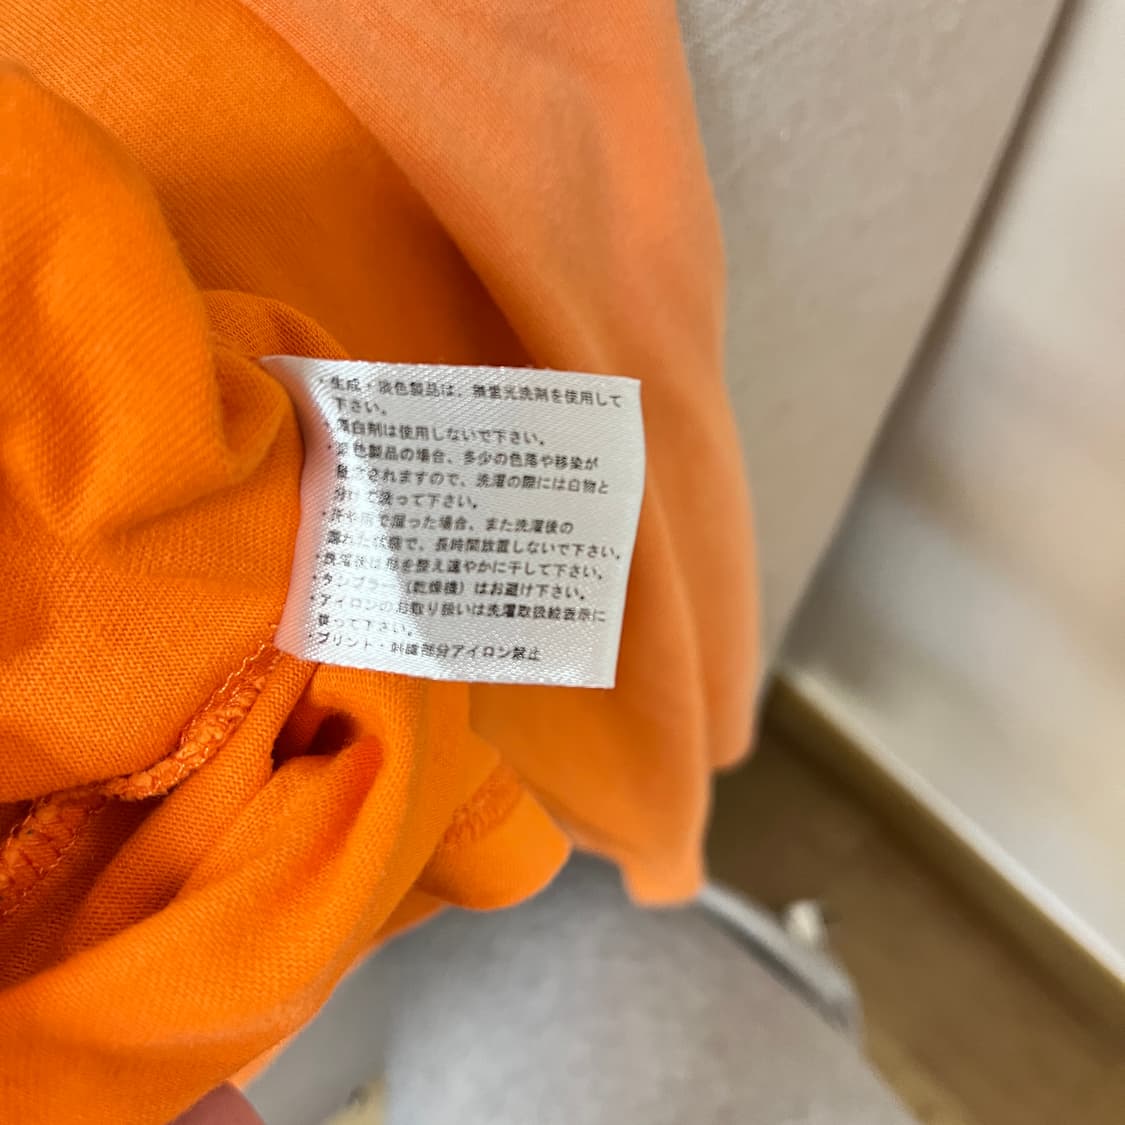 ・生成・淡色製品は、無蛍光洗剤を使用して
下さい。
・漂白剤は使用しないで下さい。
・濃色製品の場合、多少の色落や移染が
懸念されますので、洗濯の際には白物と
分けて洗って下さい。
・汗や雨で湿った場合、また洗濯後の
濡れた状態で、長時間放置しないで下さい。
・洗濯後は形を整え速やかに干して下さい。
・タンブラー(乾燥機)はお避け下さい。
・アイロンのお取り扱いは洗濯取扱絵表示に
従って下さい。
・プリント・刺繍部分アイロン禁止